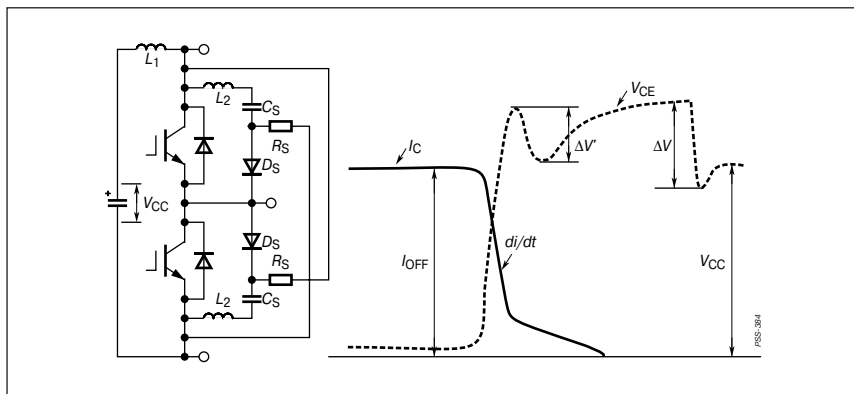 L1
L2
CS
RS
DS
+
VCC
DS
RS
L2
CS
IC
VCE
ΔV'
ΔV
di/dt
IOFF
VCC
PSS-384